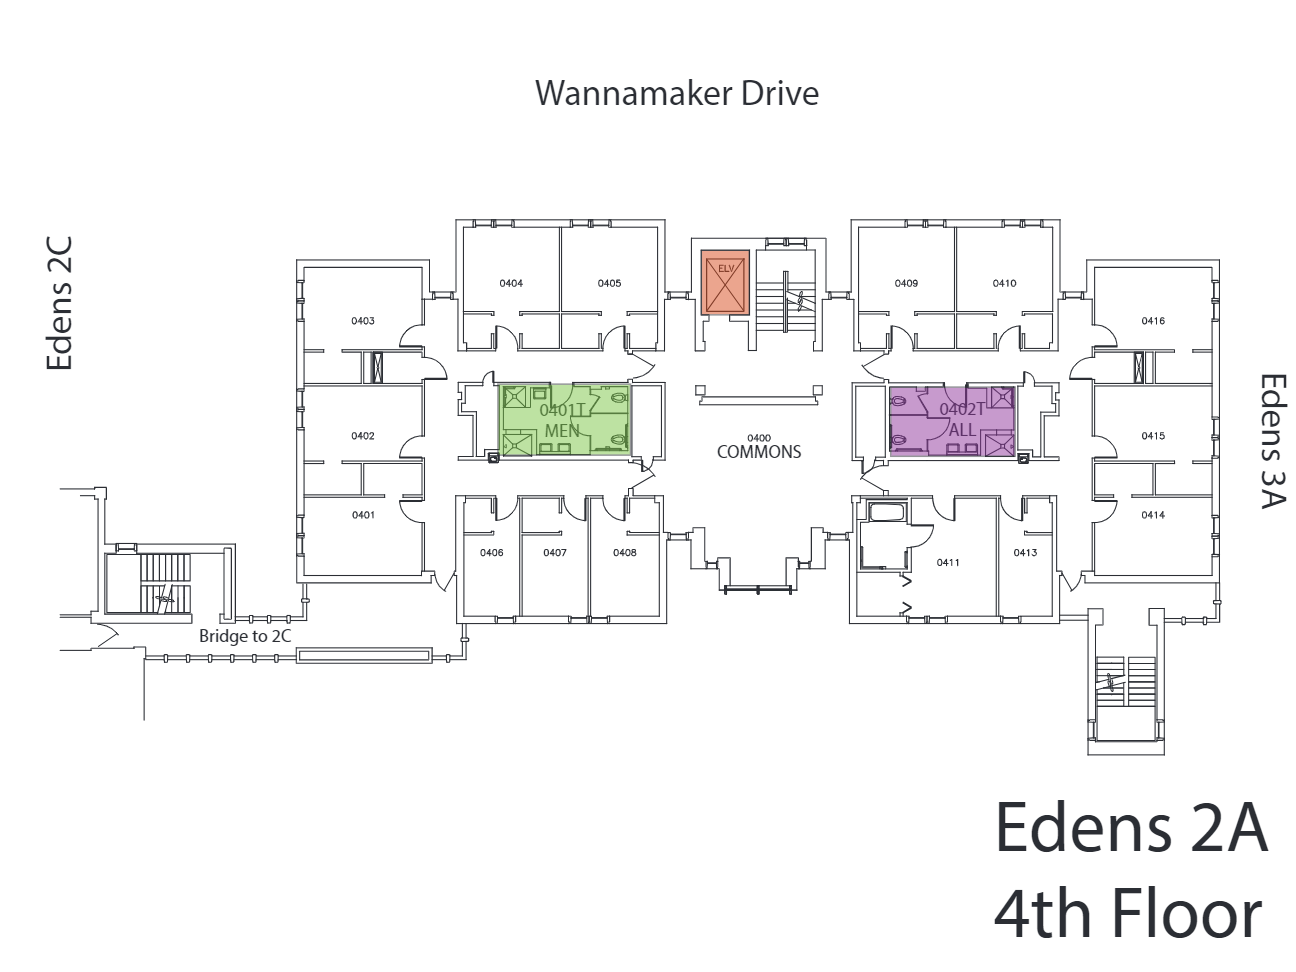 Wannamaker Drive
Edens 2C
Edens 3A
0404
0405
ELV
0409
0410
0403
0416
0401T
MEN
0402T
ALL
0402
0400
COMMONS
0415
0401
0414
0406
0407
0408
0411
0413
Bridge to 2C
Edens 2A
4th Floor